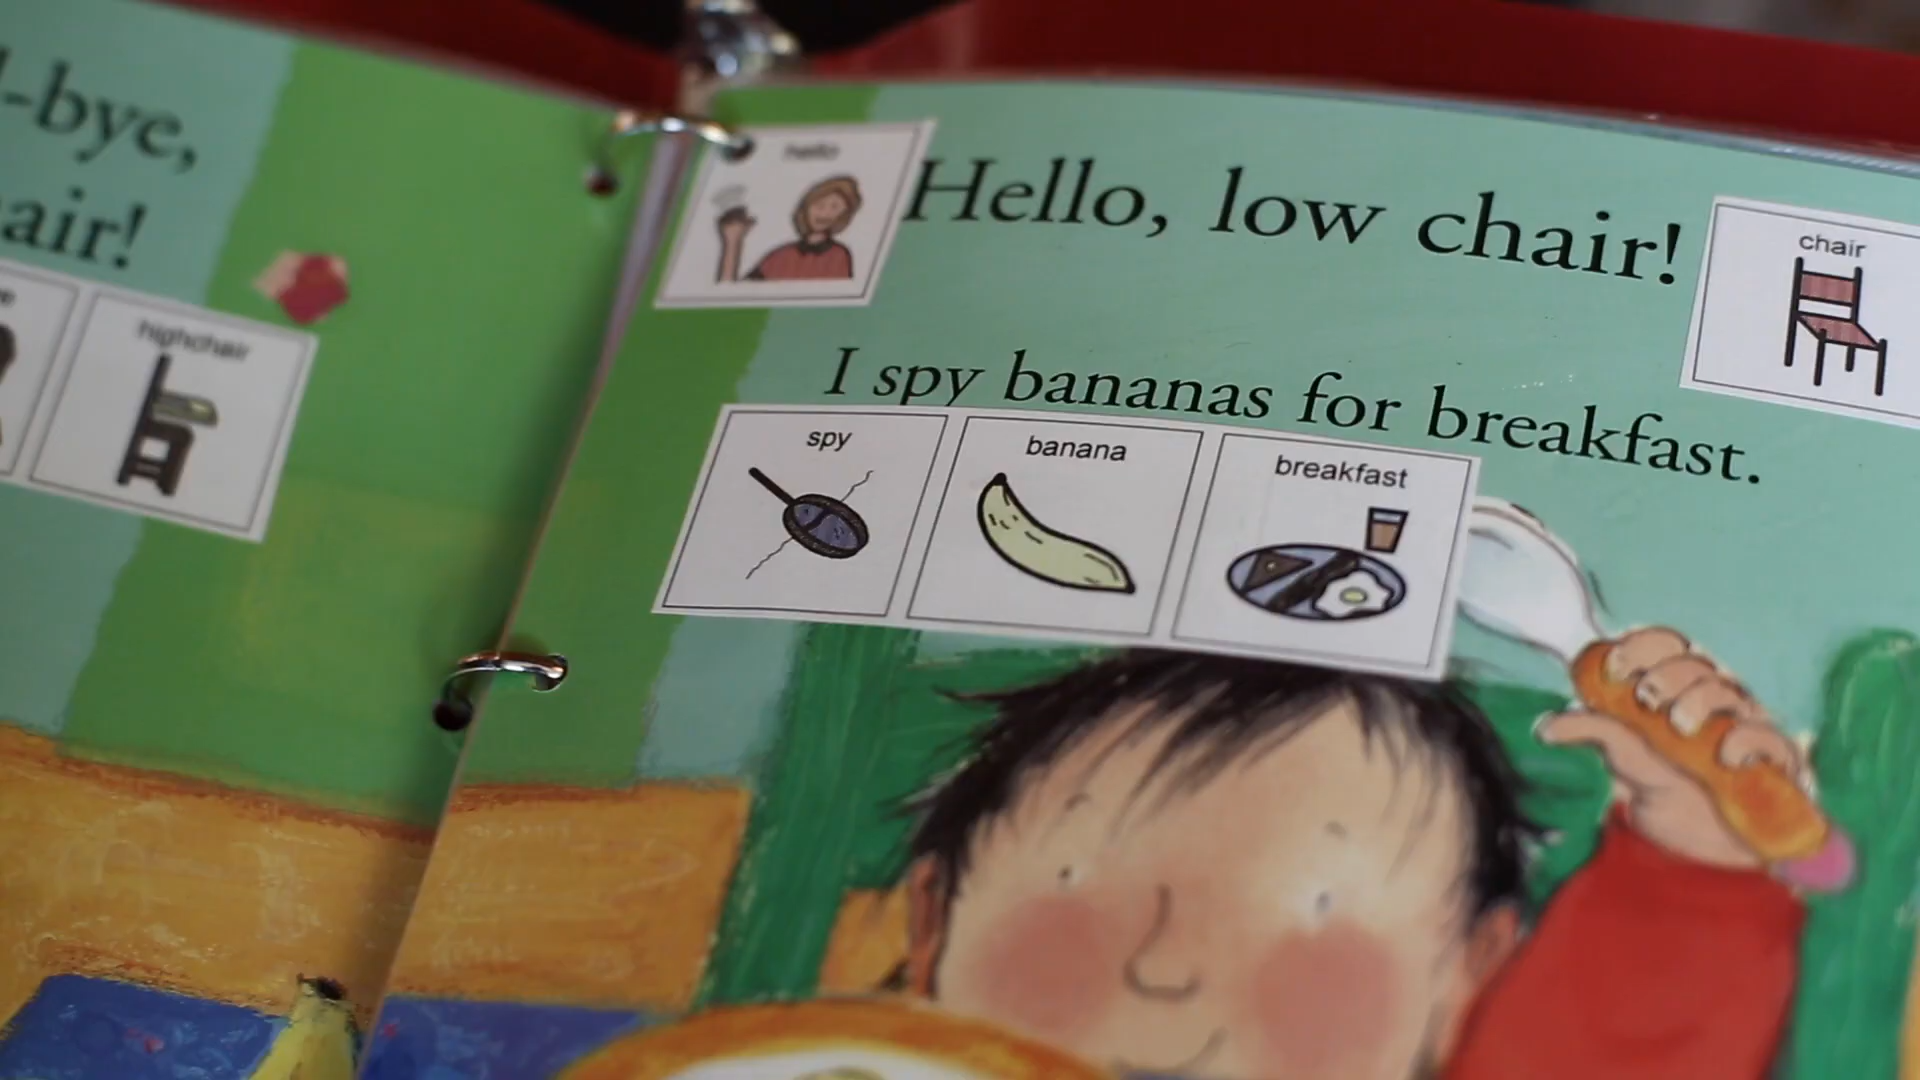 -bye,
air!
highchair
hello
Hello, low chair!
chair
I spy bananas for breakfast.
spy
banana
breakfast